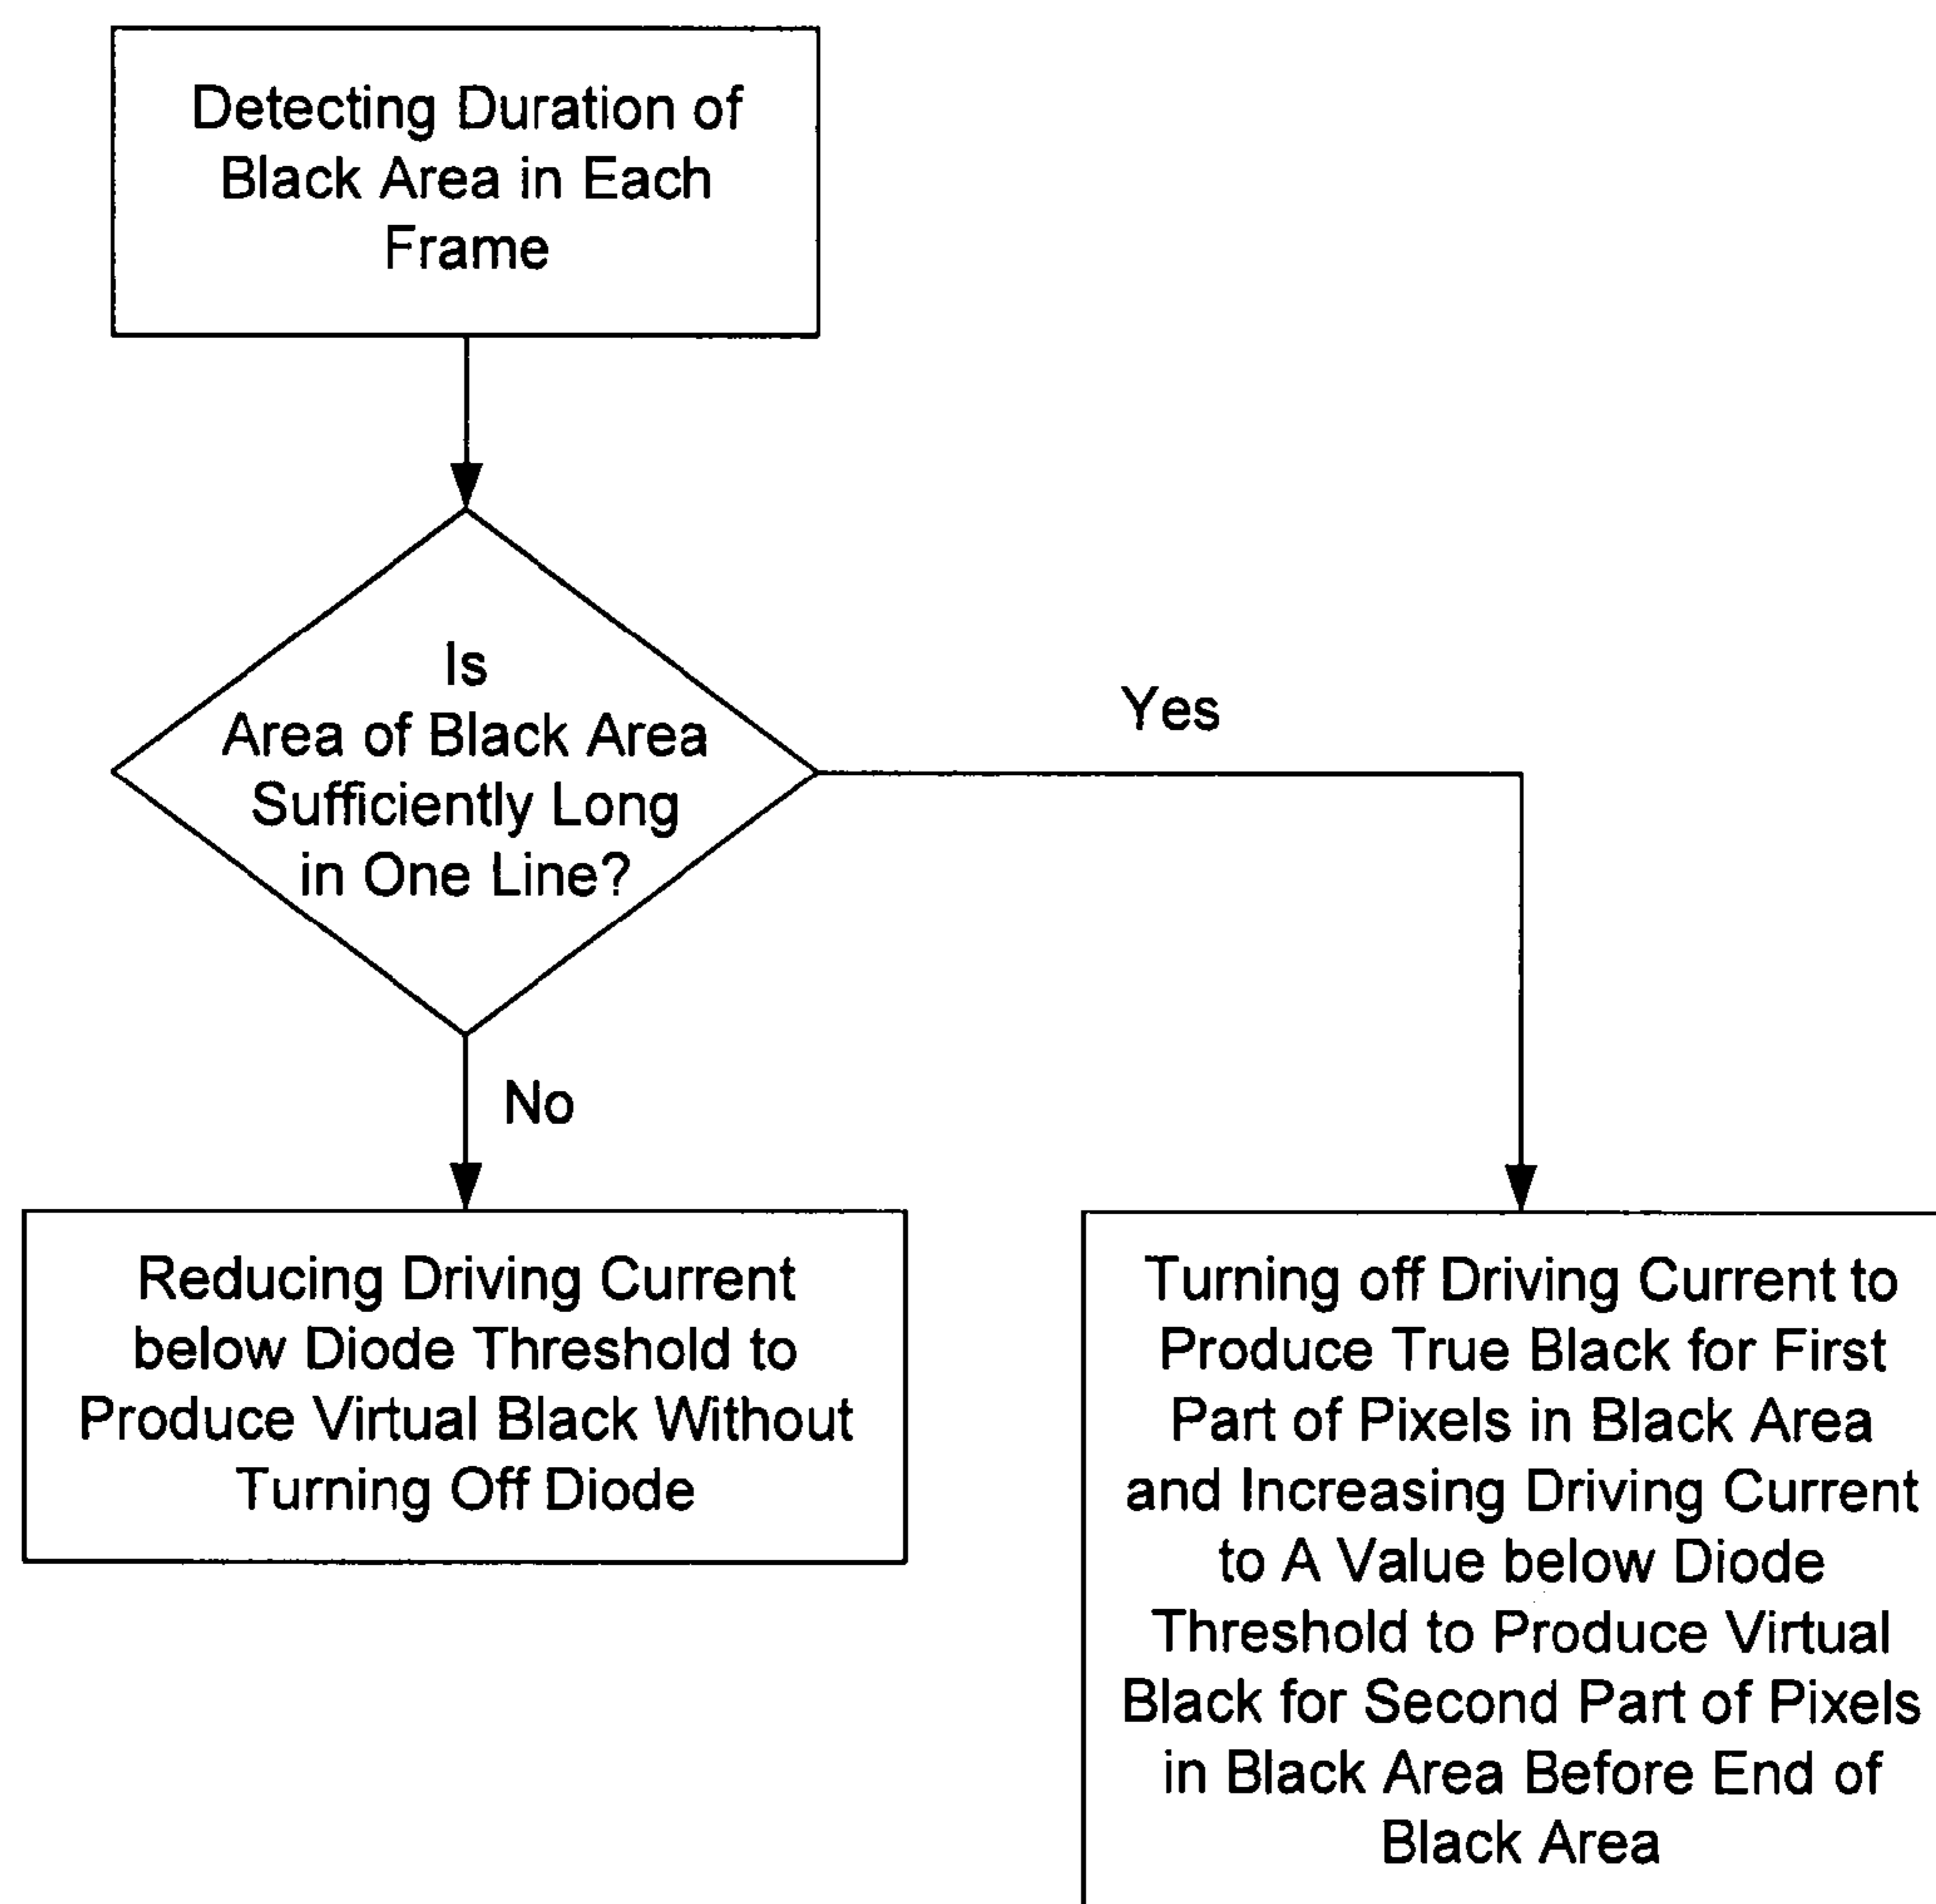 Detecting Duration of
Black Area in Each
Frame
Is
Area of Black Area
Sufficiently Long
in One Line?
Yes
No
Reducing Driving Current
below Diode Threshold to
Produce Virtual Black Without
Turning Off Diode
Turning off Driving Current to
Produce True Black for First
Part of Pixels in Black Area
and Increasing Driving Current
to A Value below Diode
Threshold to Produce Virtual
Black for Second Part of Pixels
in Black Area Before End of
Black Area